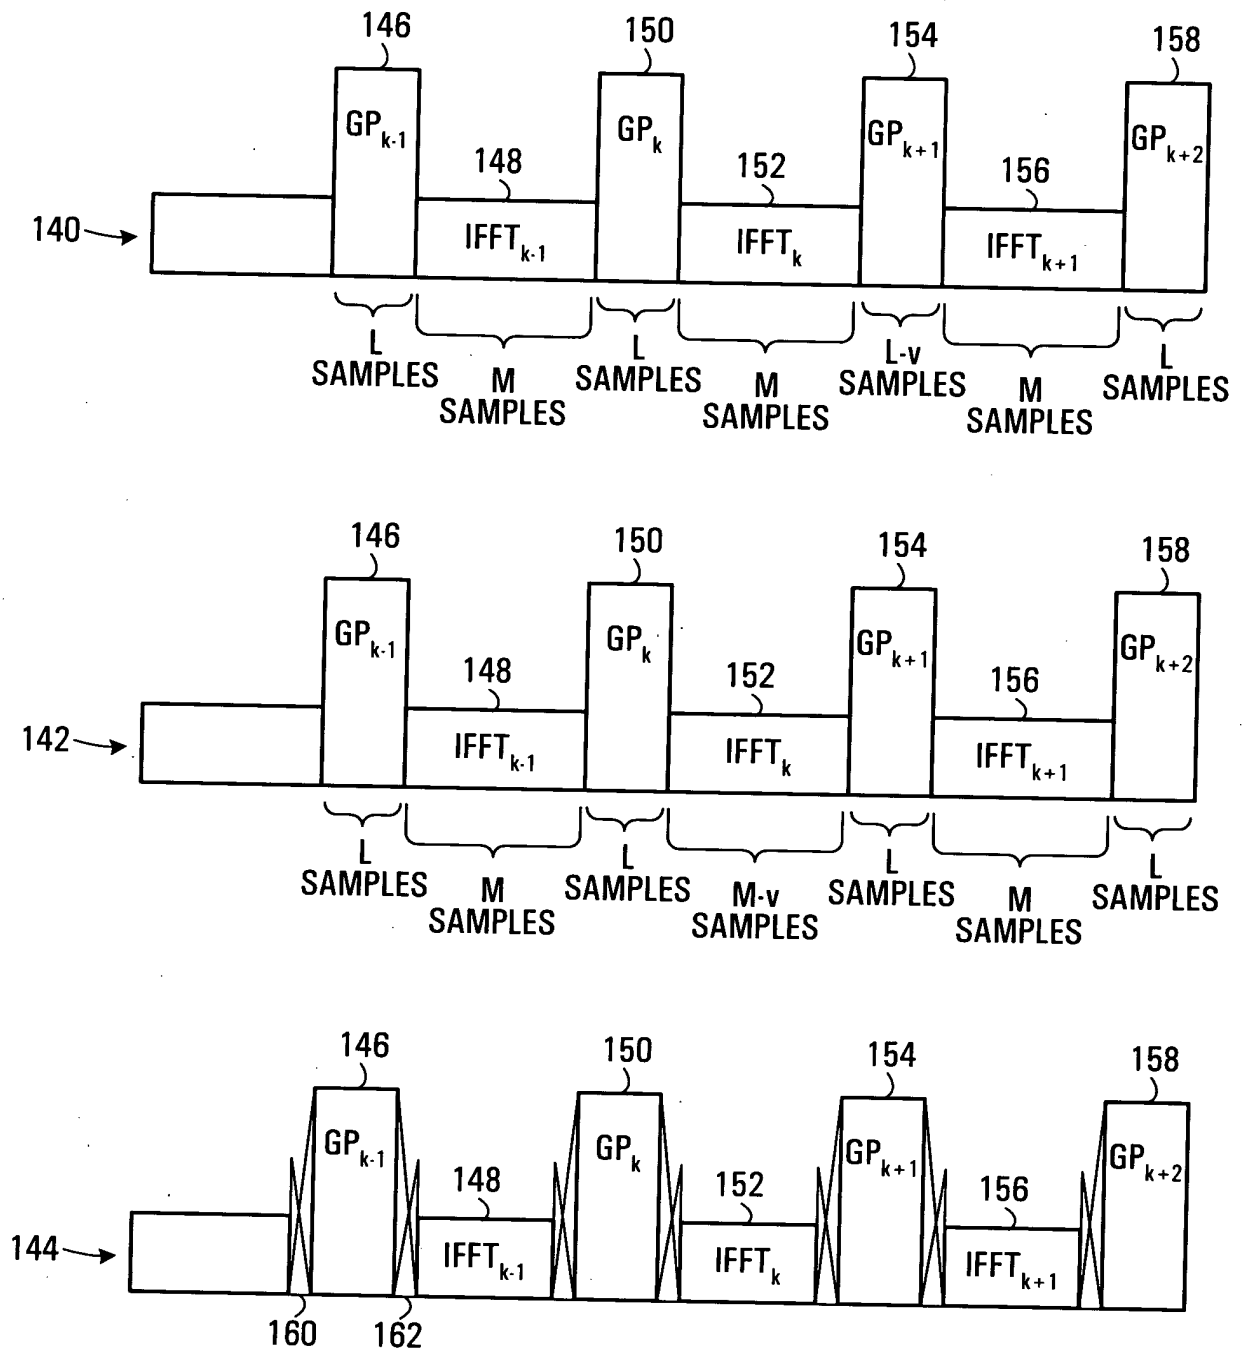 146 150 154 158
GPk-1 GPk GPk+1 GPk+2
148 152 156
140 IFFTk-1 IFFTk IFFTk+1
L SAMPLES M SAMPLES L SAMPLES M SAMPLES L-v SAMPLES M SAMPLES L SAMPLES
146 150 154 158
GPk-1 GPk GPk+1 GPk+2
148 152 156
142 IFFTk-1 IFFTk IFFTk+1
L SAMPLES M SAMPLES L SAMPLES M-v SAMPLES L SAMPLES M SAMPLES L SAMPLES
146 150 154 158
GPk-1 GPk GPk+1 GPk+2
148 152 156
144 IFFTk-1 IFFTk IFFTk+1
160 162